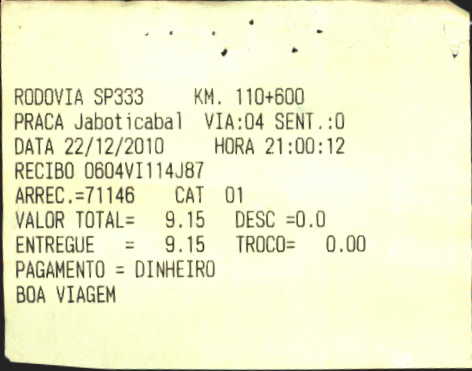 RODOVIA SP333 KM. 110+600
PRACA Jaboticabal VIA:04 SENT.:0
DATA 22/12/2010 HORA 21:00:12
RECIBO 0604VI114J87
ARREC.=71146 CAT 01
VALOR TOTAL= 9.15 DESC =0.0
ENTREGUE = 9.15 TROCO= 0.00
PAGAMENTO = DINHEIRO
BOA VIAGEM